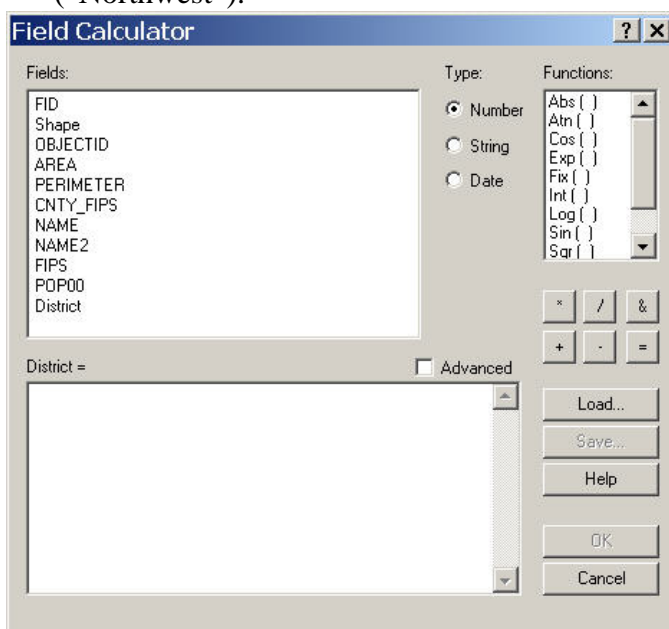 ("Northwest").
Field Calculator
Fields:
Type:
Functions:
FID
Shape
OBJECTID
AREA
PERIMETER
CNTY_FIPS
NAME
NAME2
FIPS
POP00
District
Number
String
Date
Abs ( )
Atn ( )
Cos ( )
Exp ( )
Fix ( )
Int ( )
Log ( )
Sin ( )
Sqr ( )
* / &
+ - =
District =
Advanced
Load...
Save...
Help
OK
Cancel